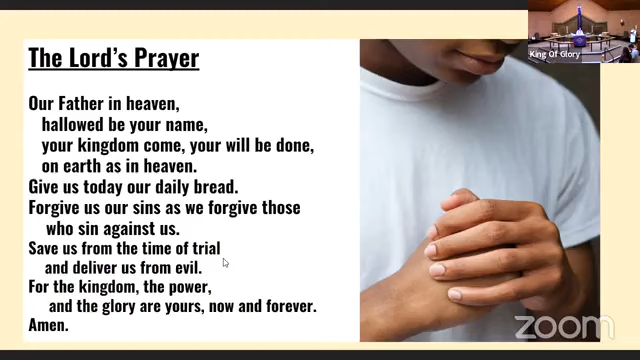 The Lord's Prayer
Our Father in heaven,
hallowed be your name,
your kingdom come, your will be done,
on earth as in heaven.
Give us today our daily bread.
Forgive us our sins as we forgive those
who sin against us.
Save us from the time of trial
and deliver us from evil.
For the kingdom, the power,
and the glory are yours, now and forever.
Amen.
King Of Glory
zoom